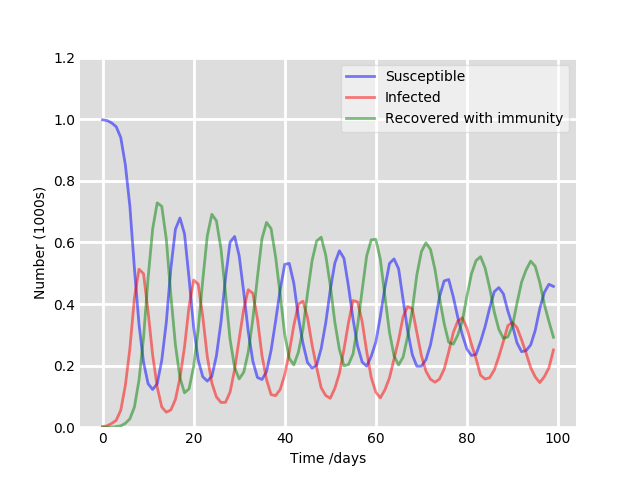 1.2
1.0
0.8
0.6
0.4
0.2
0.0
Number (1000s)
Susceptible
Infected
Recovered with immunity
0 20 40 60 80 100
Time /days